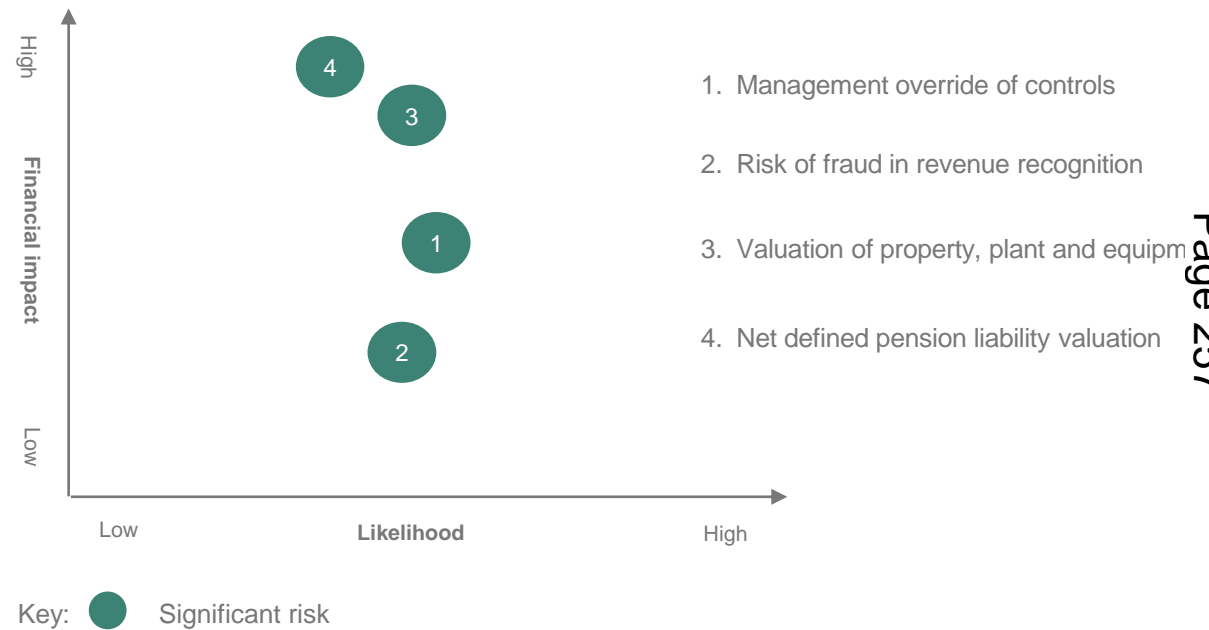 High
Financial impact
Low
4
3
1
2
Low
Likelihood
High
1. Management override of controls
2. Risk of fraud in revenue recognition
3. Valuation of property, plant and
4. Net defined pension liability valuation
Page
Key:
Significant risk